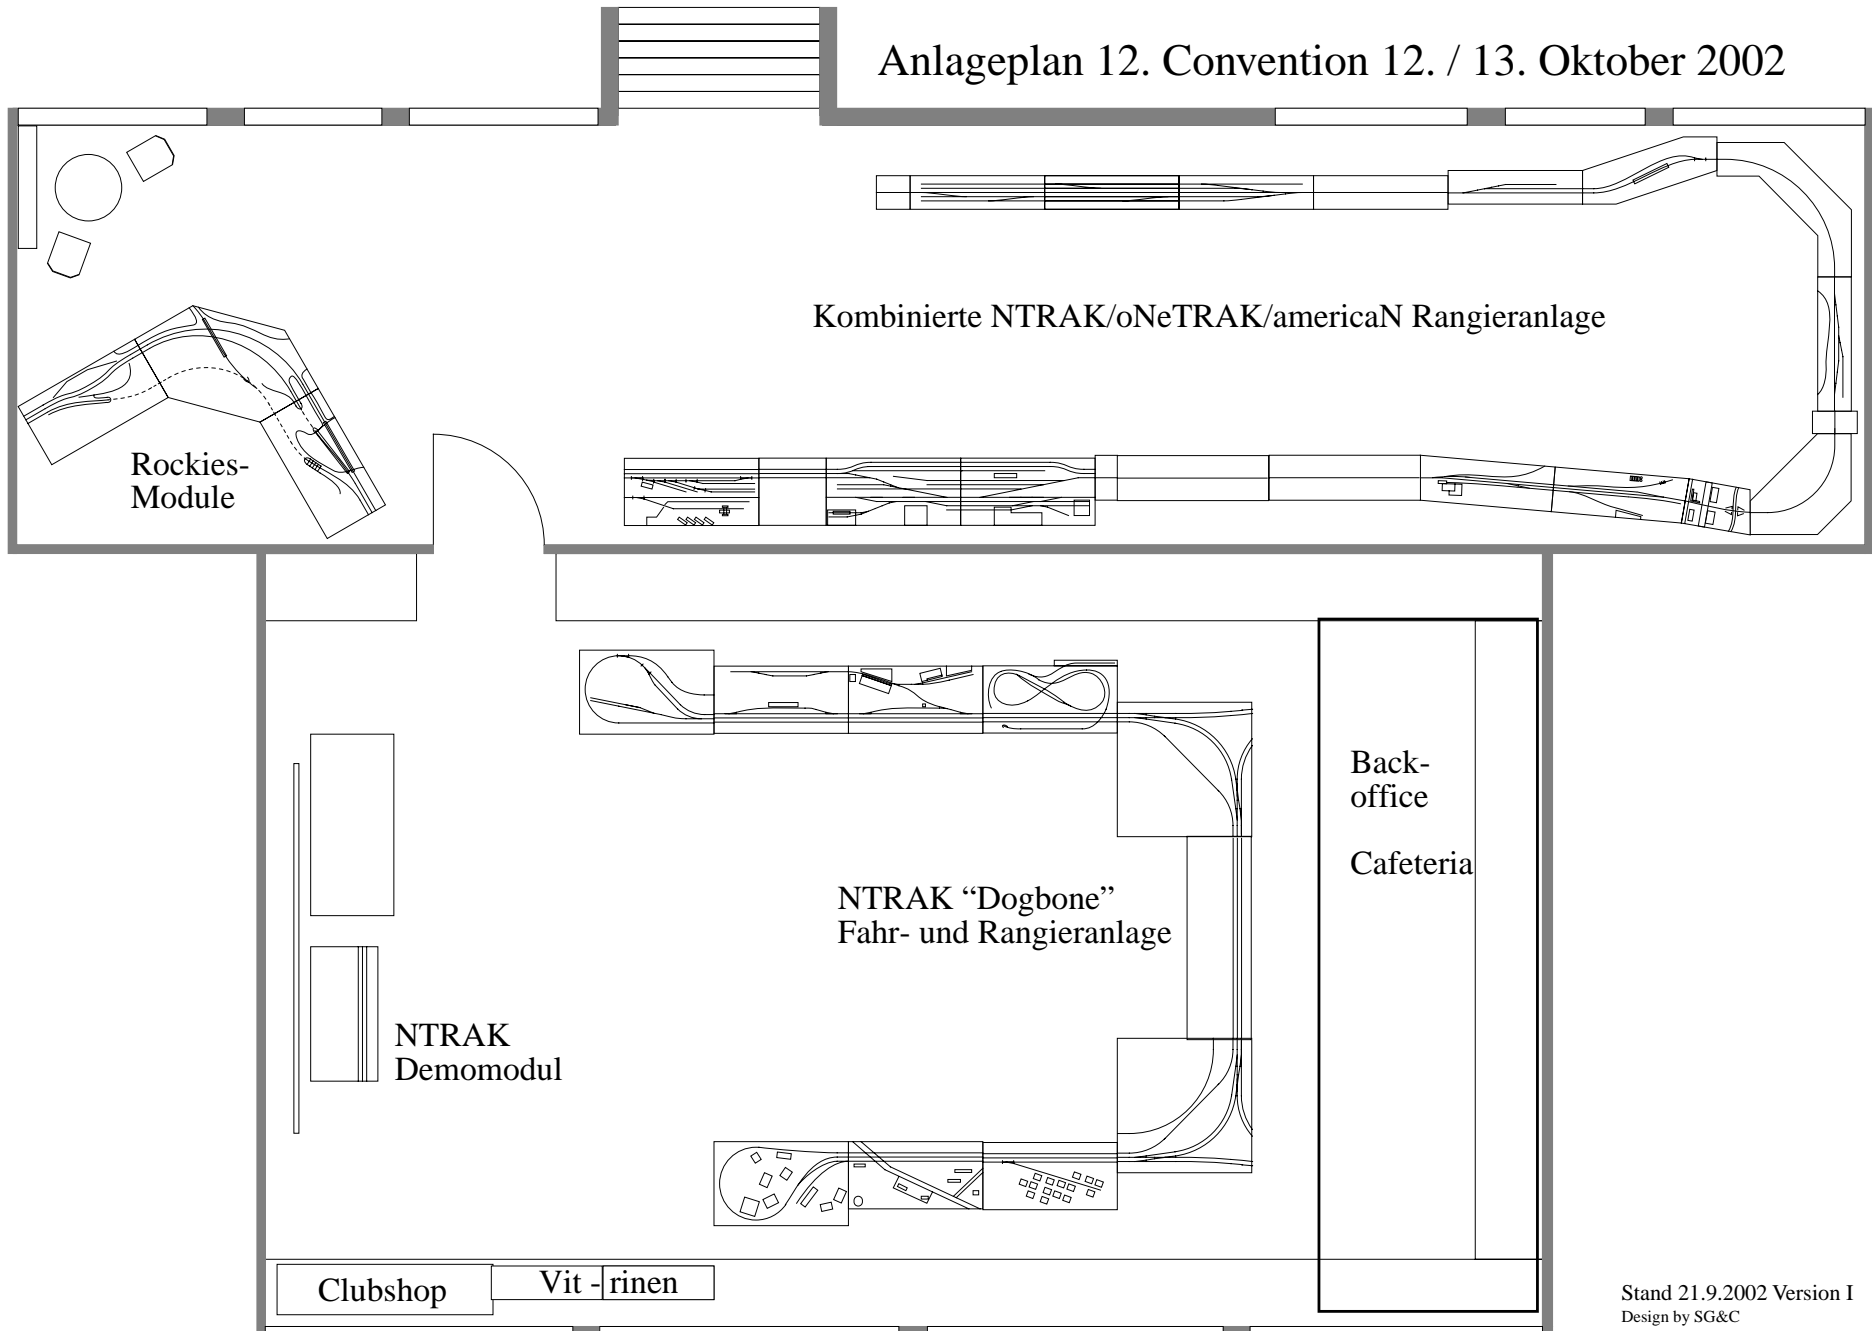 Anlageplan 12. Convention 12. / 13. Oktober 2002
Kombinierte NTRAK/oNeTRAK/americaN Rangieranlage
Rockies-
Module
Back-
office
Cafeteria
NTRAK “Dogbone”
Fahr- und Rangieranlage
NTRAK
Demomodul
Clubshop
Vit - rinen
Stand 21.9.2002 Version I
Design by SG&C